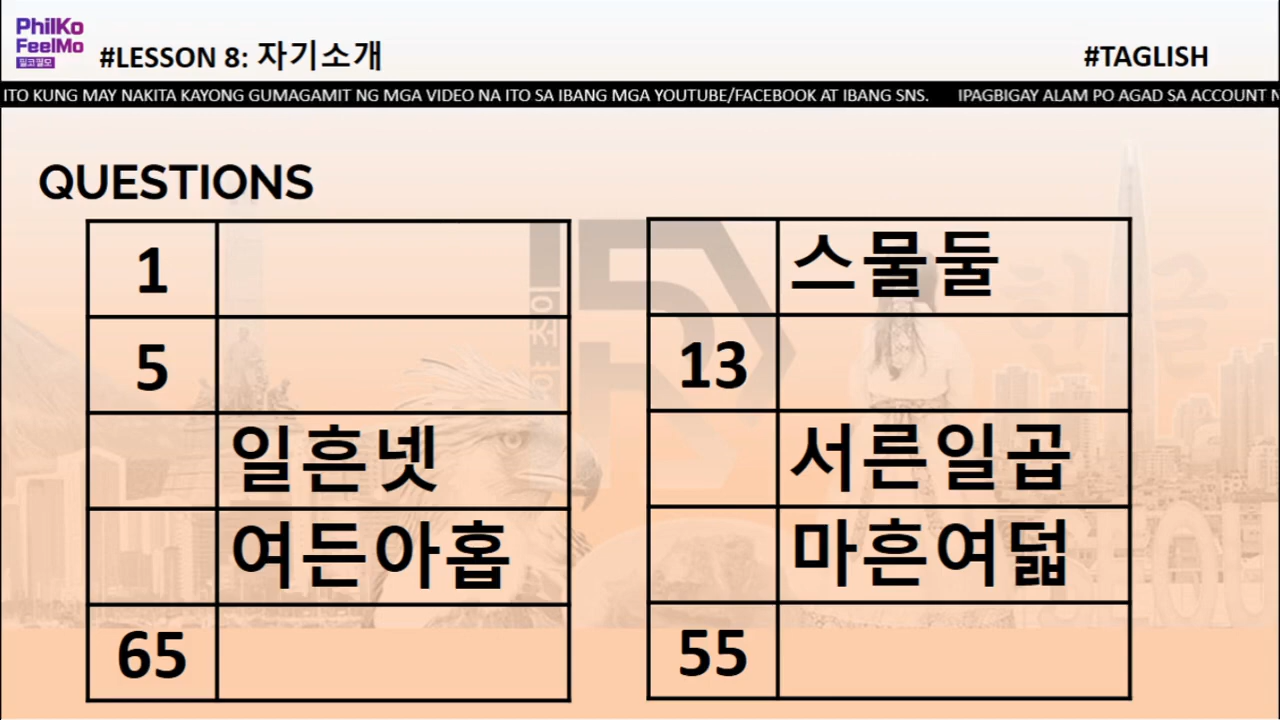 PhilKo
FeelMo
필코필모
#LESSON 8: 자기소개
#TAGLISH
ITO KUNG MAY NAKITA KAYONG GUMAGAMIT NG MGA VIDEO NA ITO SA IBANG MGA YOUTUBE/FACEBOOK AT IBANG SNS. IPAGBIGAY ALAM PO AGAD SA ACCOUNT N
QUESTIONS
1
5
일흔넷
여든아홉
65
스물둘
13
서른일곱
마흔여덟
55
한글